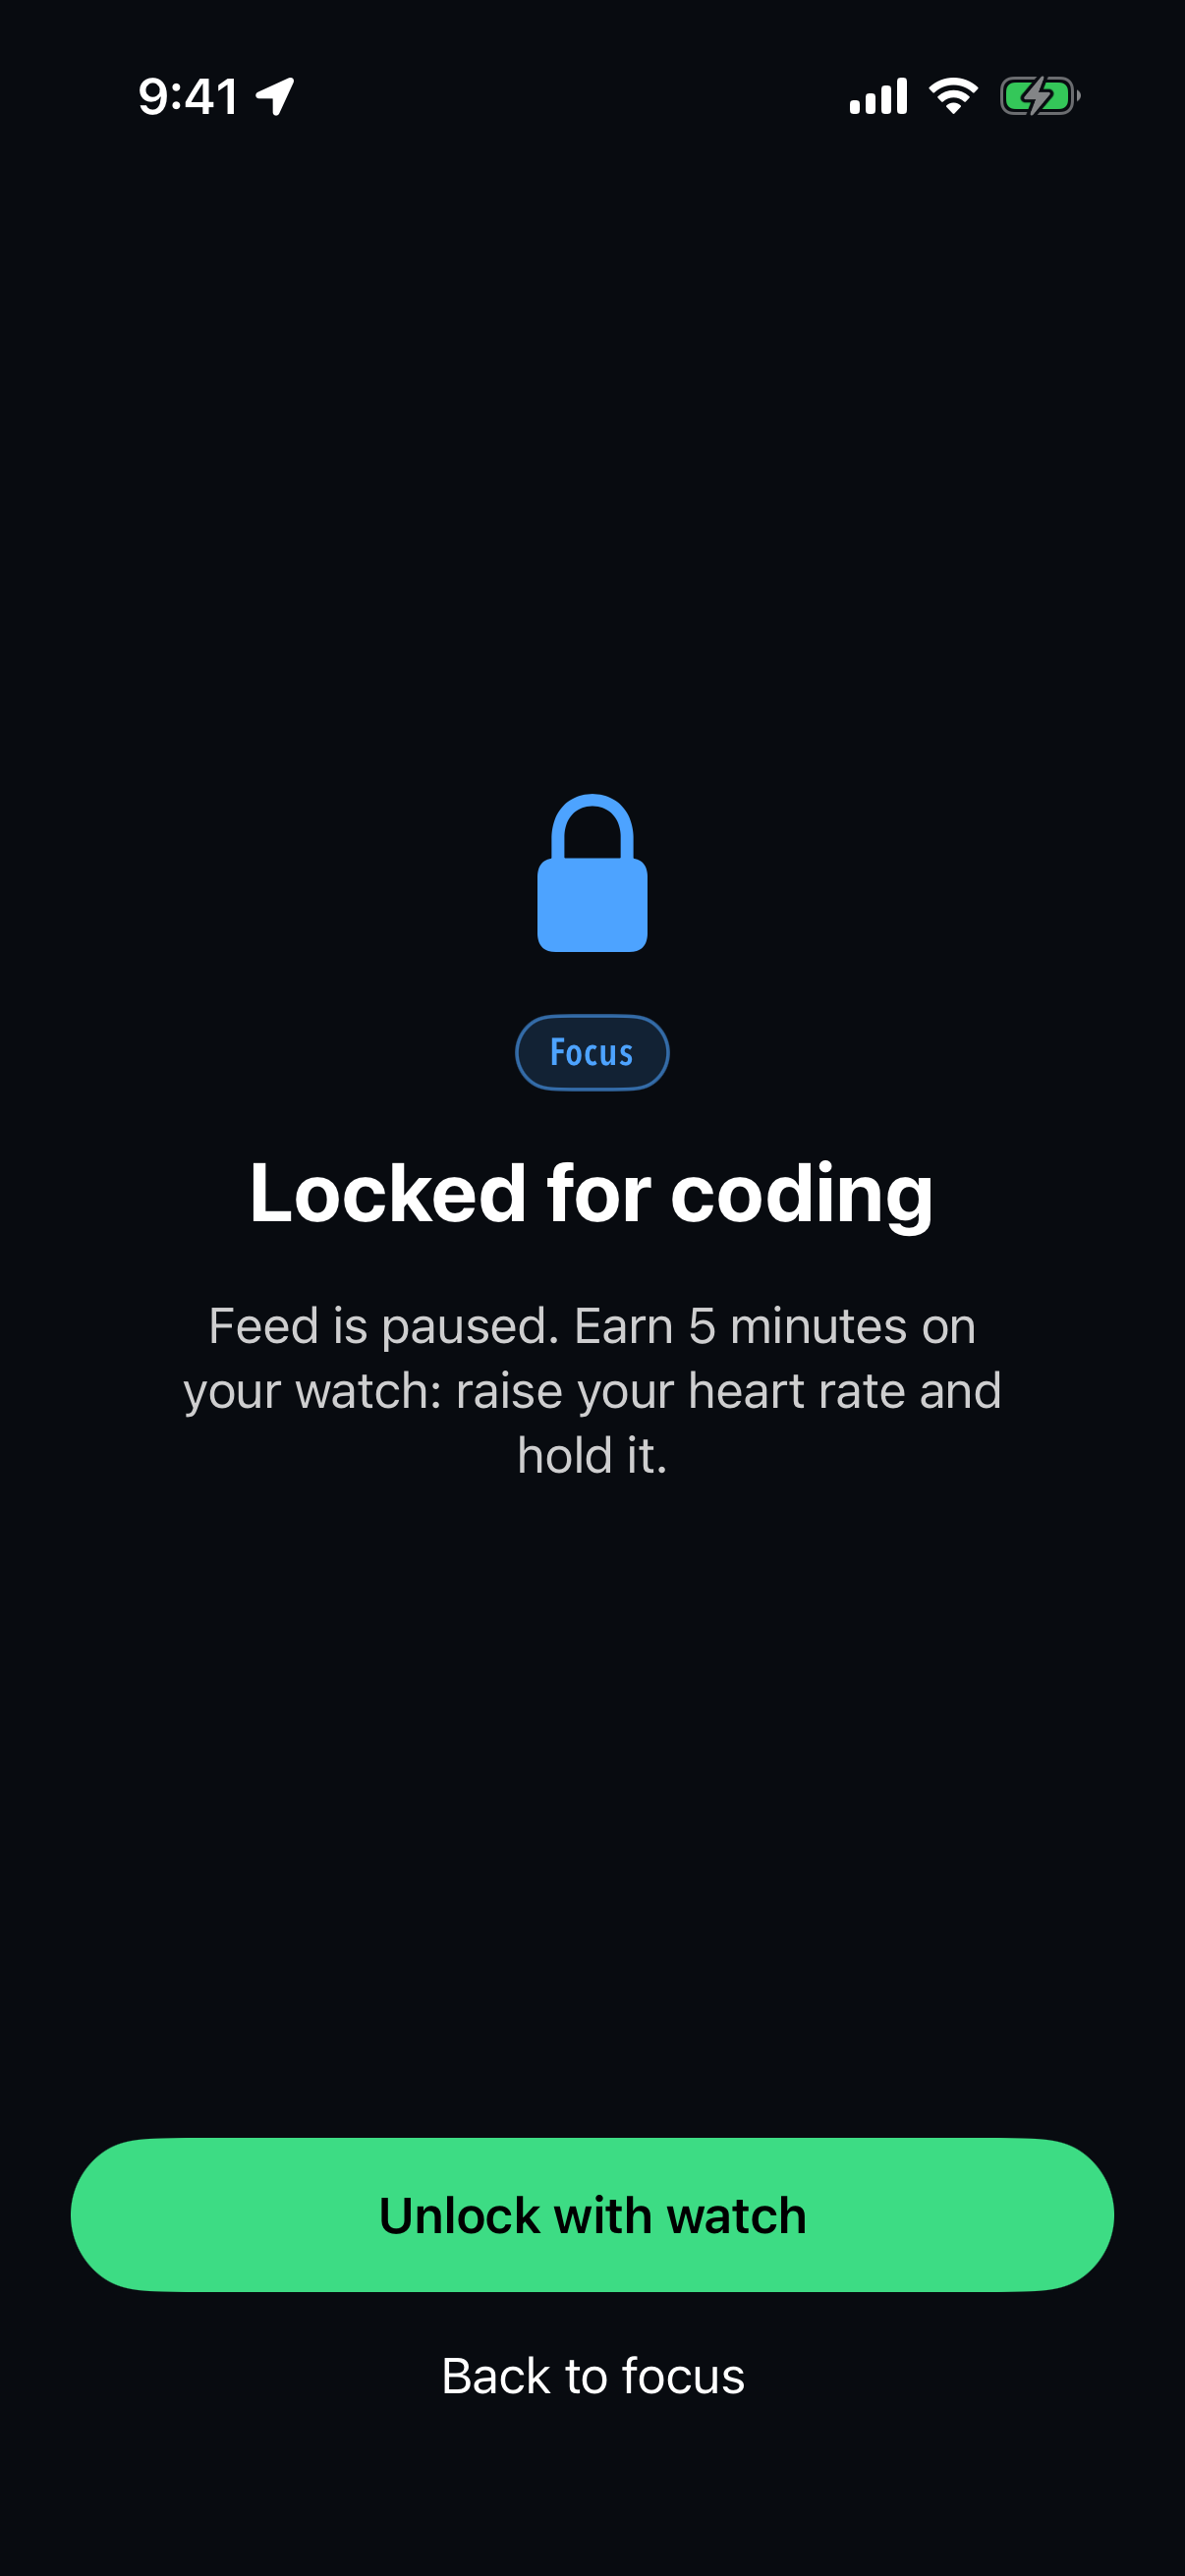 9:41
Focus
Locked for coding
Feed is paused. Earn 5 minutes on
your watch: raise your heart rate and
hold it.
Unlock with watch
Back to focus